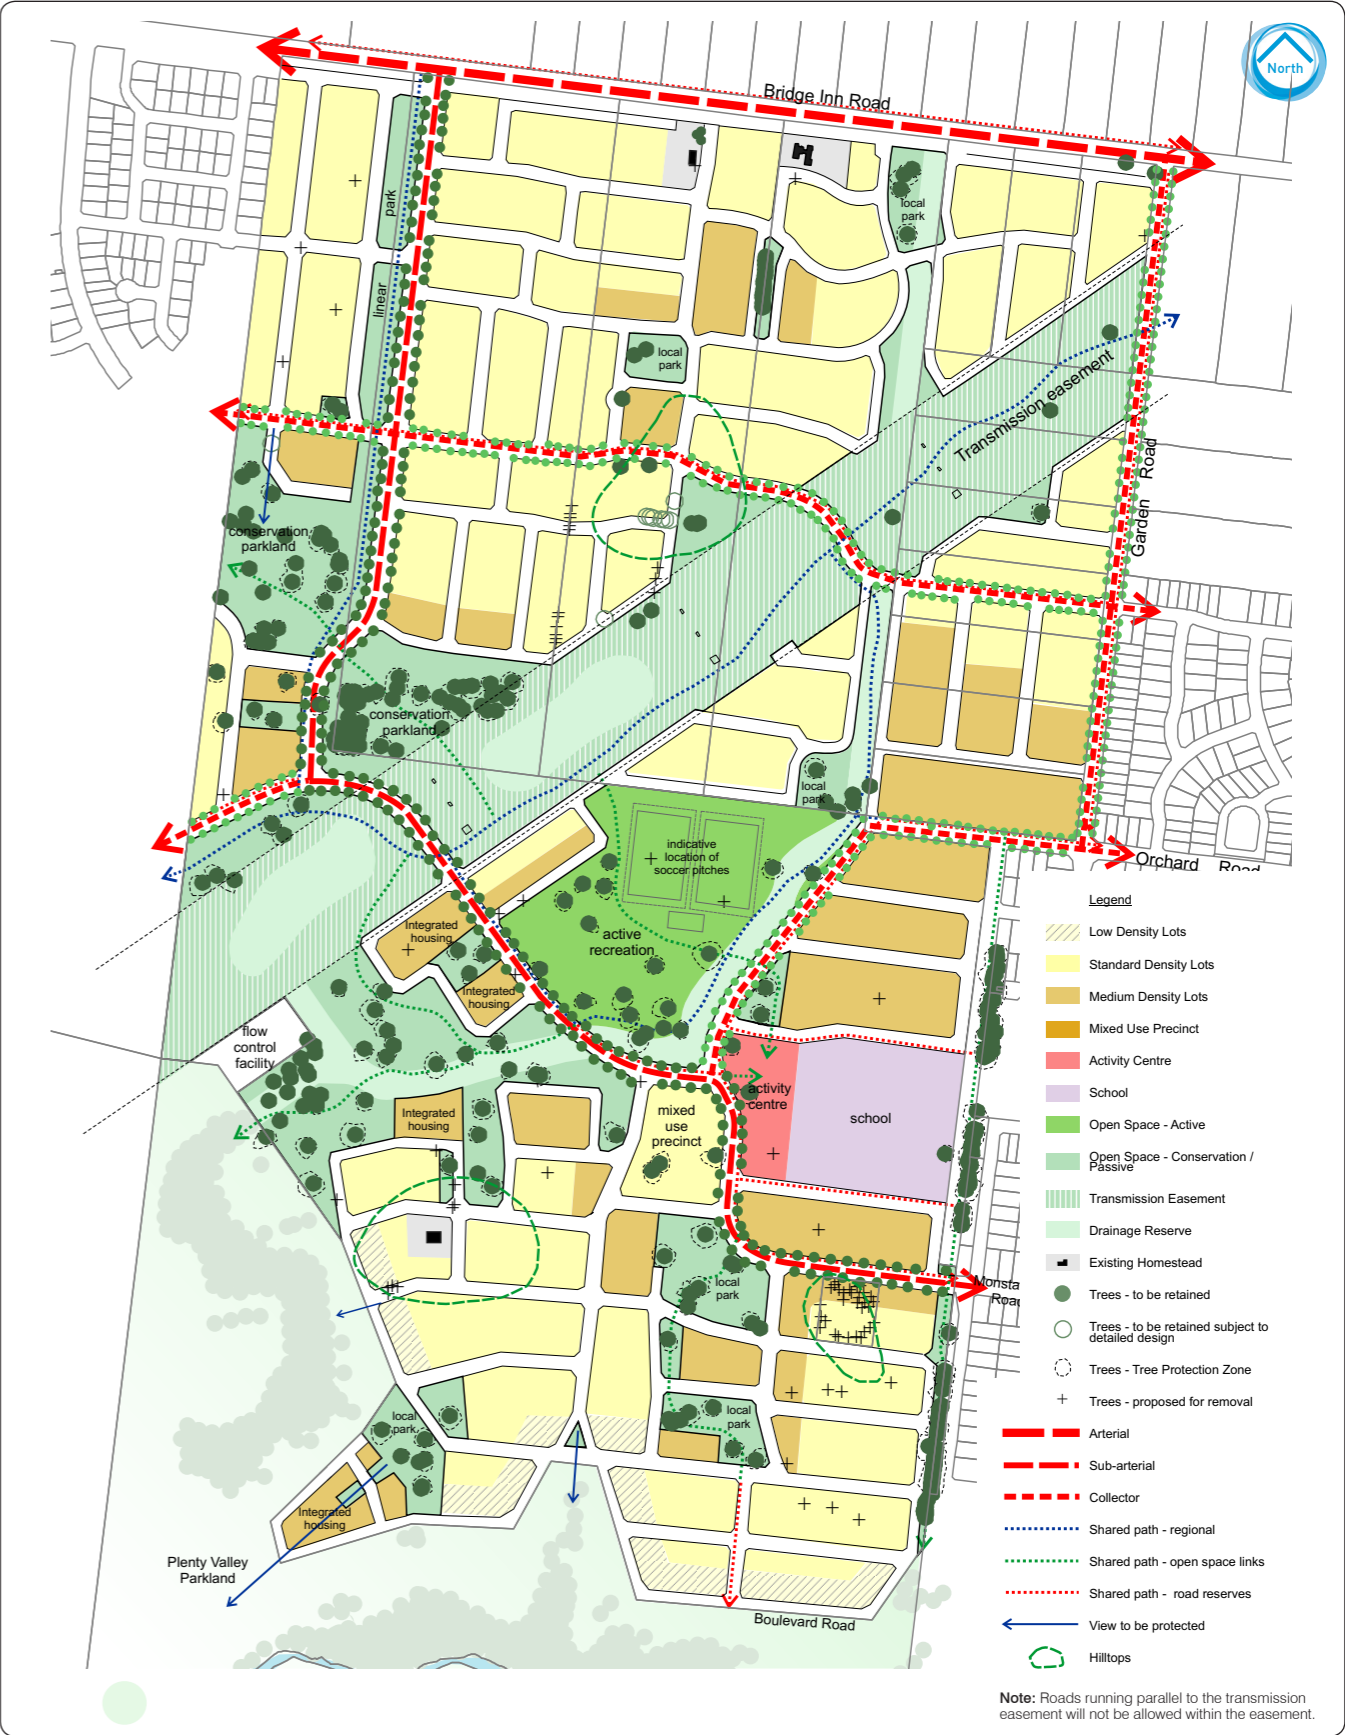 North
Bridge Inn Road
park
linear
local
park
local
park
Transmission easement
Garden Road
conservation
parkland
conservation
parkland
local
park
indicative
location of
soccer pitches
Orchard Road
active
recreation
Integrated
housing
Integrated
housing
flow
control
facility
Integrated
housing
mixed
use
precinct
activity
centre
school
local
park
Monsta
Road
local
park
local
park
Integrated
housing
Plenty Valley
Parkland
Boulevard Road
Legend
Low Density Lots
Standard Density Lots
Medium Density Lots
Mixed Use Precinct
Activity Centre
School
Open Space - Active
Open Space - Conservation /
Passive
Transmission Easement
Drainage Reserve
Existing Homestead
Trees - to be retained
Trees - to be retained subject to
detailed design
Trees - Tree Protection Zone
Trees - proposed for removal
Arterial
Sub-arterial
Collector
Shared path - regional
Shared path - open space links
Shared path - road reserves
View to be protected
Hilltops
Note: Roads running parallel to the transmission
easement will not be allowed within the easement.